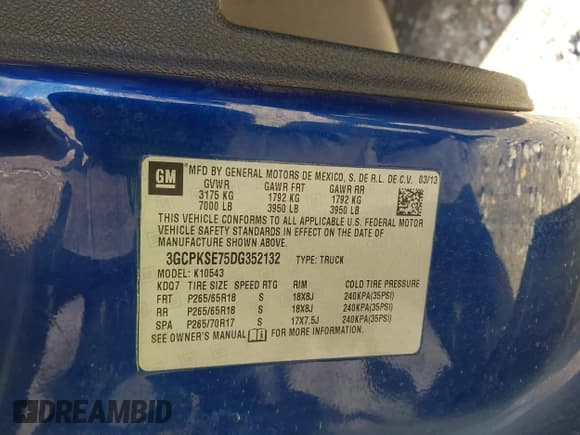 GM MFD BY GENERAL MOTORS DE MEXICO, S. DE R.L. DE C.V. 03/13
GVWR GAWR FRT GAWR RR
3175 KG 1792 KG 1792 KG
7000 LB 3950 LB 3950 LB
THIS VEHICLE CONFORMS TO ALL APPLICABLE U.S. FEDERAL MOTOR
VEHICLE SAFETY STANDARDS IN EFFECT ON THE DATE OF
MANUFACTURE SHOWN ABOVE.
3GCPKSE75DG352132 TYPE: TRUCK
MODEL: K10543
KDQ7 TIRE SIZE SPEED RTG RIM COLD TIRE PRESSURE
FRT P265/65R18 S 18X8J 240KPA(35PSI)
RR P265/65R18 S 18X8J 240KPA(35PSI)
SPA P265/70R17 S 17X7.5J 240KPA(35PSI)
SEE OWNER'S MANUAL FOR MORE INFORMATION.
DREAMBID